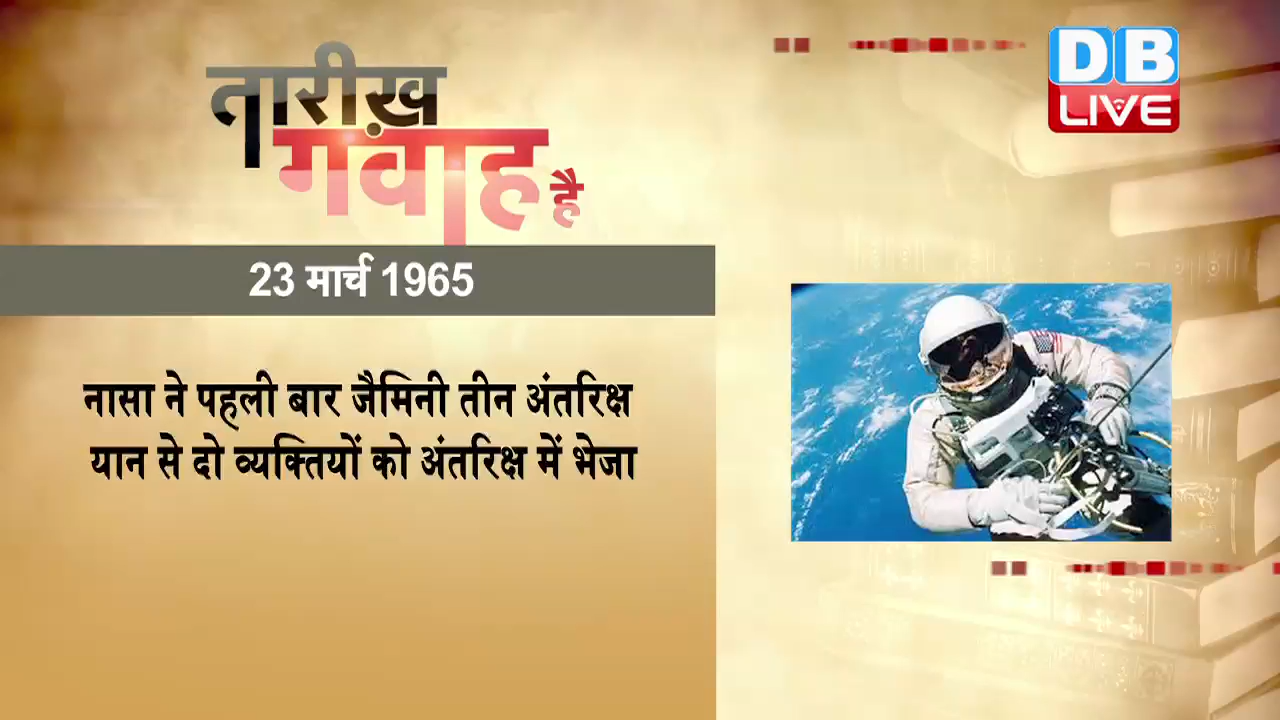 तारीख़
गवाह है
DB
LIVE
23 मार्च 1965
नासा ने पहली बार जैमिनी तीन अंतरिक्ष
यान से दो व्यक्तियों को अंतरिक्ष में भेजा